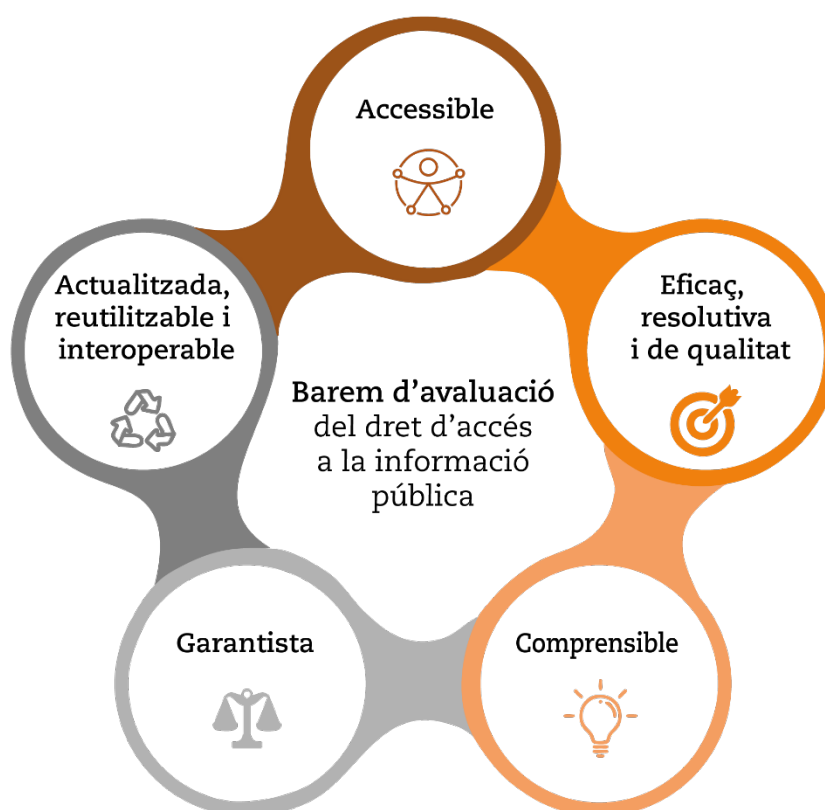 Accessible
Actualitzada,
reutilitzable i
interoperable
Eficaç,
resolutiva
i de qualitat
Barem d’avaluació
del dret d’accés
a la informació
pública
Garantista
Comprensible